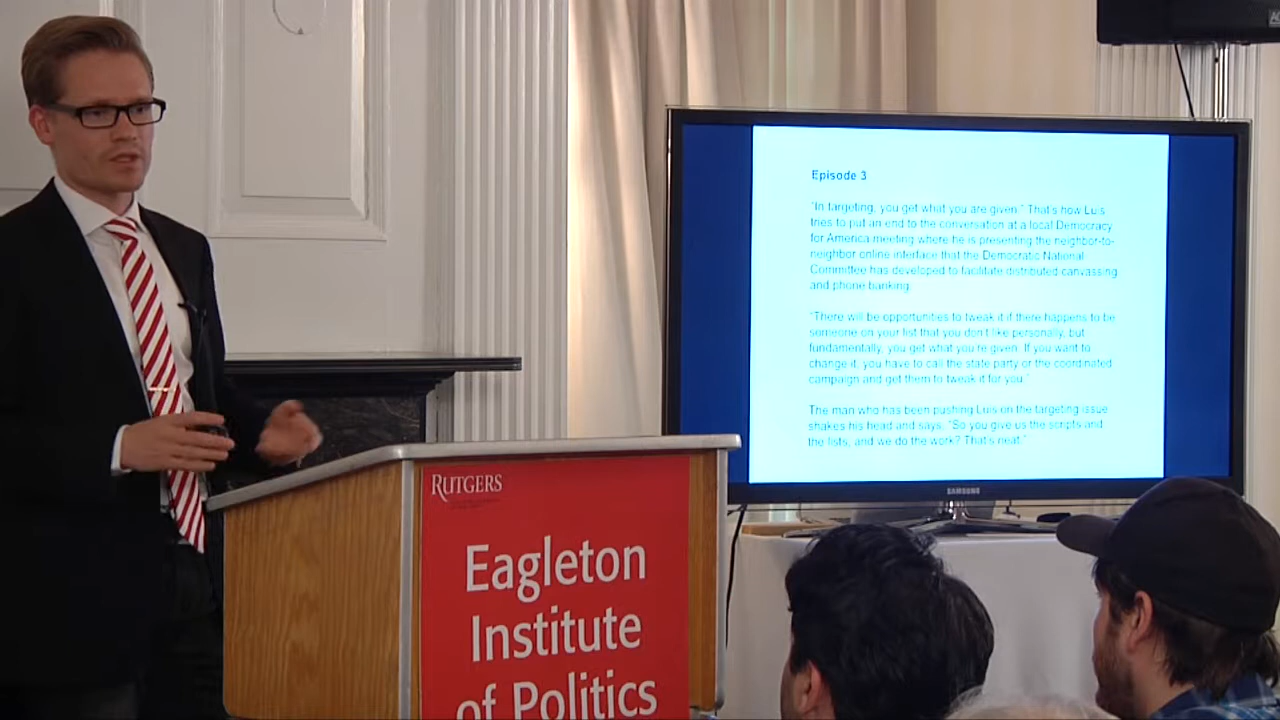 Episode 3
"In targeting, you get what you are given." That's how Luis
tries to put an end to the conversation at a local Democracy
for America meeting where he is presenting the neighbor-to-
neighbor online interface that the Democratic National
Committee has developed to facilitate distributed canvassing
and phone banking.
"There will be opportunities to tweak it if there happens to be
someone on your list that you don't like personally, but
fundamentally, you get what you're given. If you want to
change it, you have to call the state party or the coordinated
campaign and get them to tweak it for you."
The man who has been pushing Luis on the targeting issue
shakes his head and says, "So you give us the scripts and
the lists, and we do the work? That's neat."
SAMSUNG
RUTGERS
Eagleton
Institute
of Politics